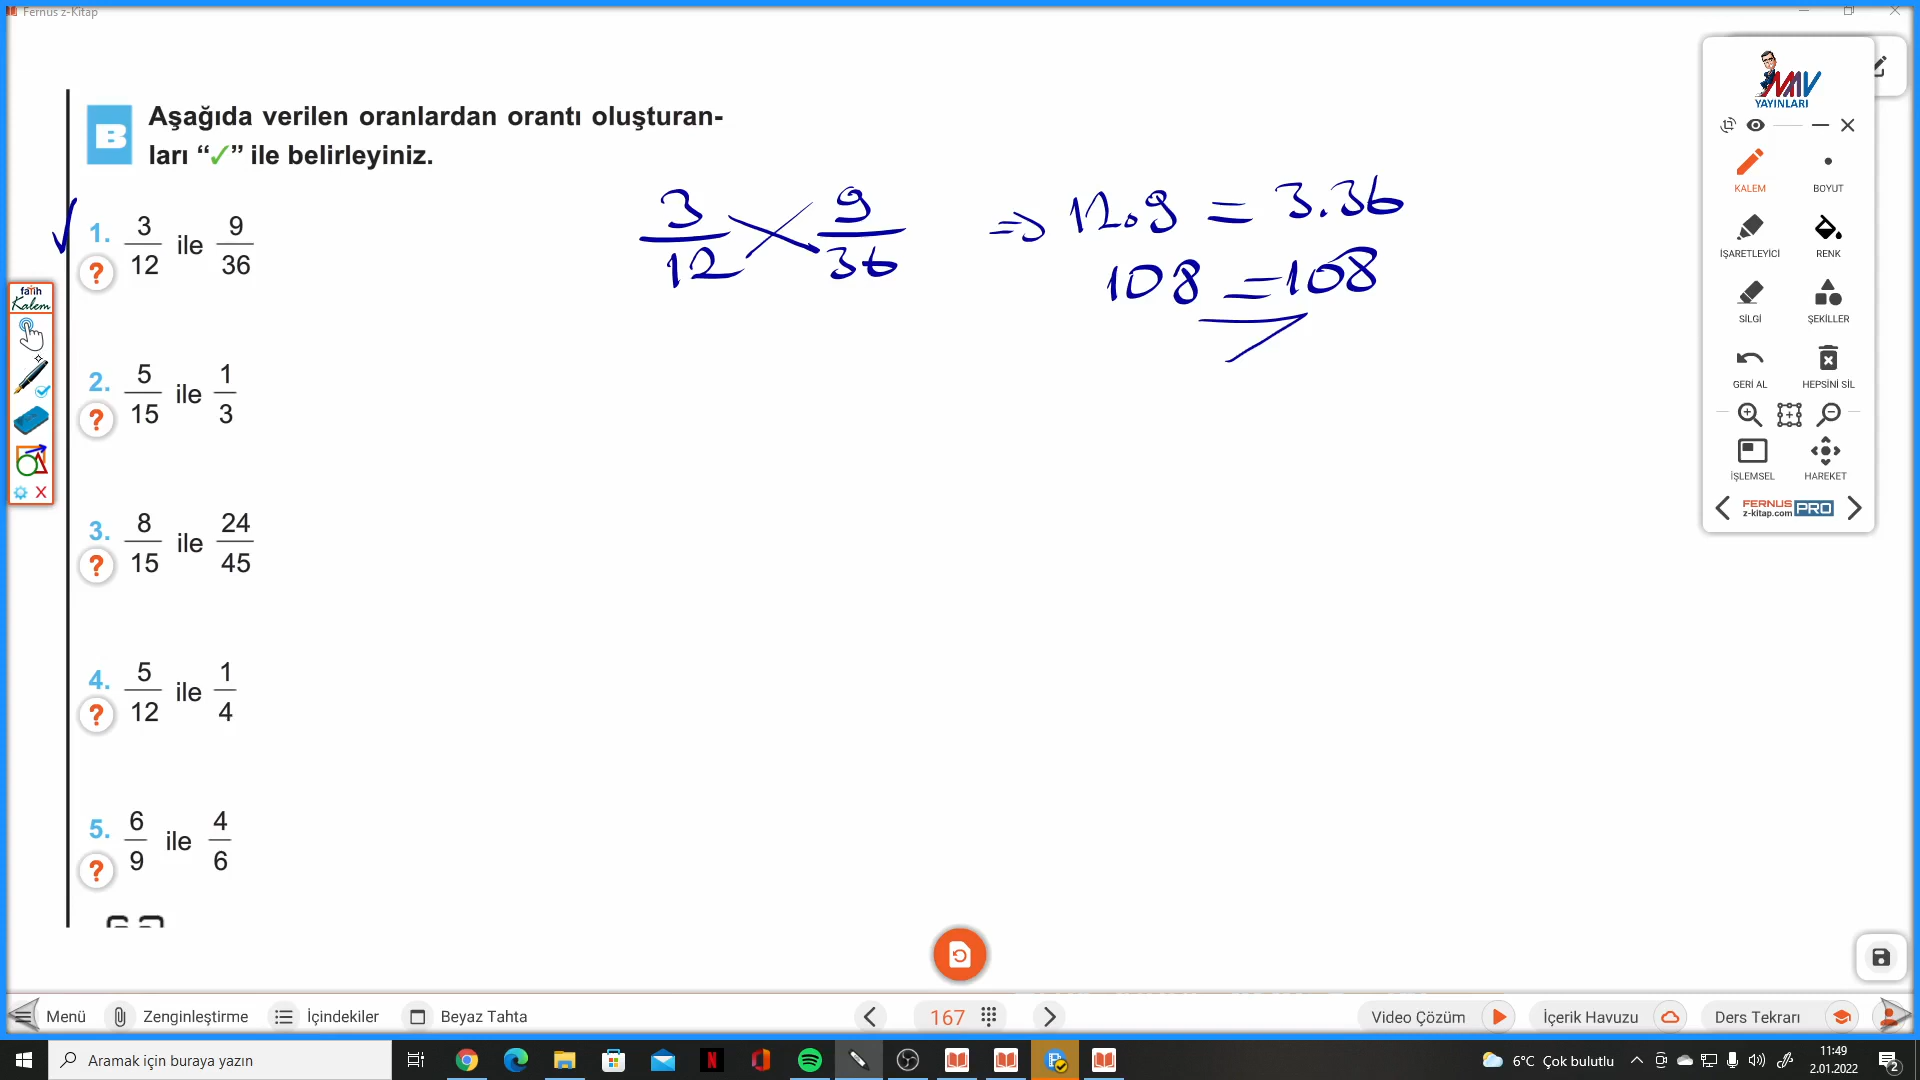 Fernus z-Kitap
B Aşağıda verilen oranlardan orantı oluşturan-
ları “✓” ile belirleyiniz.
✓ 1. 3/12 ile 9/36
?
2. 5/15 ile 1/3
?
3. 8/15 ile 24/45
?
4. 5/12 ile 1/4
?
5. 6/9 ile 4/6
?
3/12 9/36 => 12.9 = 3.36
108 = 108
fatih
Kalem
X
MAV
YAYINLARI
KALEM BOYUT
İŞARETLEYİCİ RENK
SİLGİ ŞEKİLLER
GERİ AL HEPSİNİ SİL
İŞLEMSEL HAREKET
FERNUS PRO
z-kitap.com
Menü Zenginleştirme İçindekiler Beyaz Tahta 167 Video Çözüm İçerik Havuzu Ders Tekrarı
Aramak için buraya yazın 6°C Çok bulutlu 11:49
2.01.2022
2